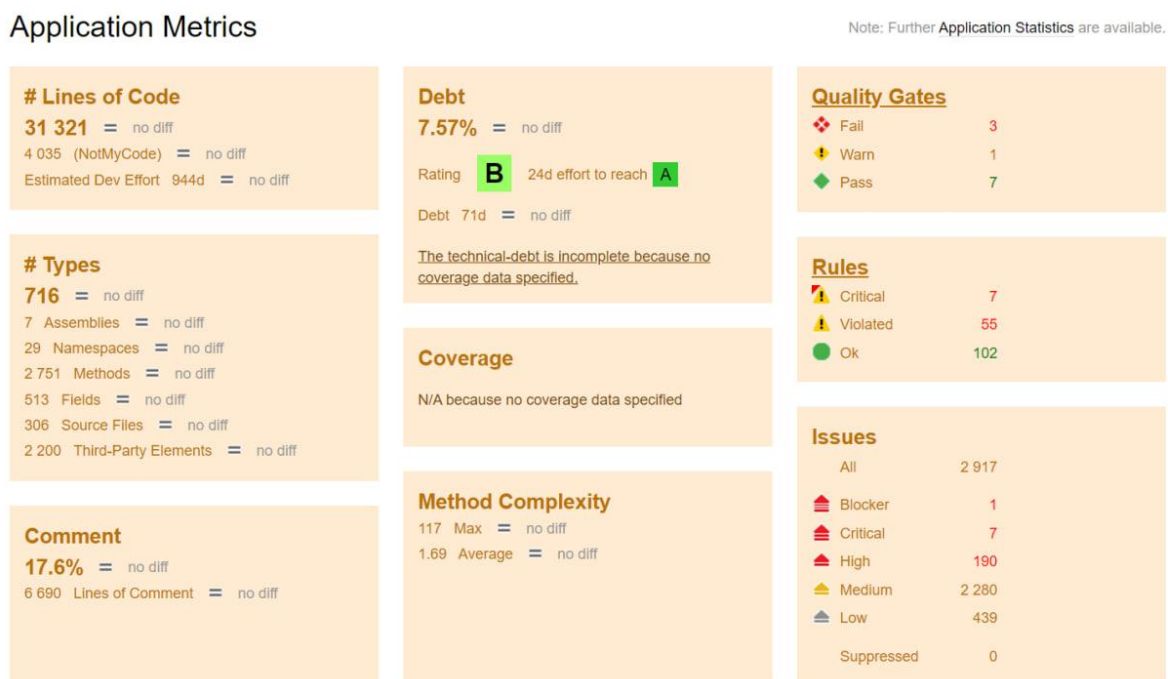 Application Metrics
Note: Further Application Statistics are available.
# Lines of Code
31 321 = no diff
4 035 (NotMyCode) = no diff
Estimated Dev Effort 944d = no diff
# Types
716 = no diff
7 Assemblies = no diff
29 Namespaces = no diff
2 751 Methods = no diff
513 Fields = no diff
306 Source Files = no diff
2 200 Third-Party Elements = no diff
Comment
17.6% = no diff
6 690 Lines of Comment = no diff
Debt
7.57% = no diff
Rating B 24d effort to reach A
Debt 71d = no diff
The technical-debt is incomplete because no
coverage data specified.
Coverage
N/A because no coverage data specified
Method Complexity
117 Max = no diff
1.69 Average = no diff
Quality Gates
Fail 3
Warn 1
Pass 7
Rules
Critical 7
Violated 55
Ok 102
Issues
All 2 917
Blocker 1
Critical 7
High 190
Medium 2 280
Low 439
Suppressed 0